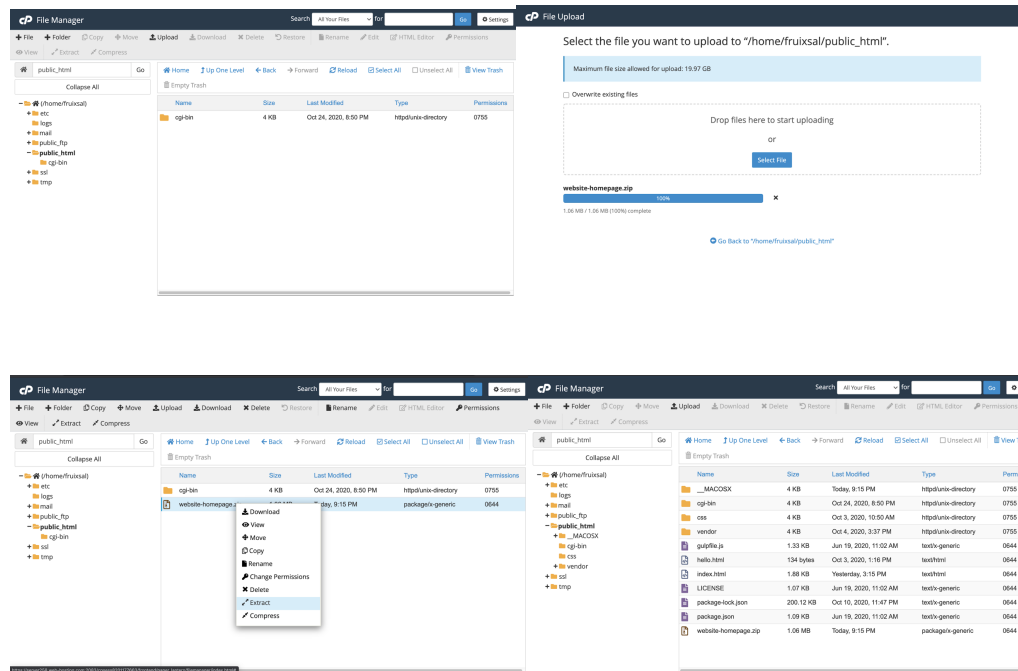 cP File Manager
Search All Your Files for Go Settings
File Folder Copy Move Upload Download Delete Restore Rename Edit HTML Editor Permissions
View Extract Compress
public_html Go
Collapse All
(/home/fruixsal)
etc
logs
mail
public_ftp
public_html
cgi-bin
ssl
tmp
Home Up One Level Back Forward Reload Select All Unselect All View Trash
Empty Trash
Name Size Last Modified Type Permissions
cgi-bin 4 KB Oct 24, 2020, 8:50 PM httpd/unix-directory 0755
cP File Upload
Select the file you want to upload to “/home/fruixsal/public_html”.
Maximum file size allowed for upload: 19.97 GB
Overwrite existing files
Drop files here to start uploading
or
Select File
website-homepage.zip
100%
1.06 MB / 1.06 MB (100%) complete
Go Back to “/home/fruixsal/public_html”
cP File Manager
Search All Your Files for Go Settings
File Folder Copy Move Upload Download Delete Restore Rename Edit HTML Editor Permissions
View Extract Compress
public_html Go
Collapse All
(/home/fruixsal)
etc
logs
mail
public_ftp
public_html
cgi-bin
ssl
tmp
Home Up One Level Back Forward Reload Select All Unselect All View Trash
Empty Trash
Name Size Last Modified Type Permissions
cgi-bin 4 KB Oct 24, 2020, 8:50 PM httpd/unix-directory 0755
website-homepage 9:15 PM package/x-generic 0644
Download
View
Move
Copy
Rename
Change Permissions
Delete
Extract
Compress
cP File Manager
Search All Your Files for Go
File Folder Copy Move Upload Download Delete Restore Rename Edit HTML Editor Permissions
View Extract Compress
public_html Go
Collapse All
(/home/fruixsal)
etc
logs
mail
public_ftp
public_html
__MACOSX
cgi-bin
css
vendor
ssl
tmp
Home Up One Level Back Forward Reload Select All Unselect All View
Empty Trash
Name Size Last Modified Type Perm
__MACOSX 4 KB Today, 9:15 PM httpd/unix-directory 0755
cgi-bin 4 KB Oct 24, 2020, 8:50 PM httpd/unix-directory 0755
css 4 KB Oct 3, 2020, 10:50 AM httpd/unix-directory 0755
vendor 4 KB Oct 4, 2020, 3:37 PM httpd/unix-directory 0755
gulpfile.js 1.33 KB Jun 19, 2020, 11:02 AM text/x-generic 0644
hello.html 134 bytes Oct 3, 2020, 1:16 PM text/html 0644
index.html 1.88 KB Yesterday, 3:15 PM text/html 0644
LICENSE 1.07 KB Jun 19, 2020, 11:02 AM text/x-generic 0644
package-lock.json 200.12 KB Oct 10, 2020, 11:47 PM text/x-generic 0644
package.json 1.09 KB Jun 19, 2020, 11:02 AM text/x-generic 0644
website-homepage.zip 1.06 MB Today, 9:15 PM package/x-generic 0644